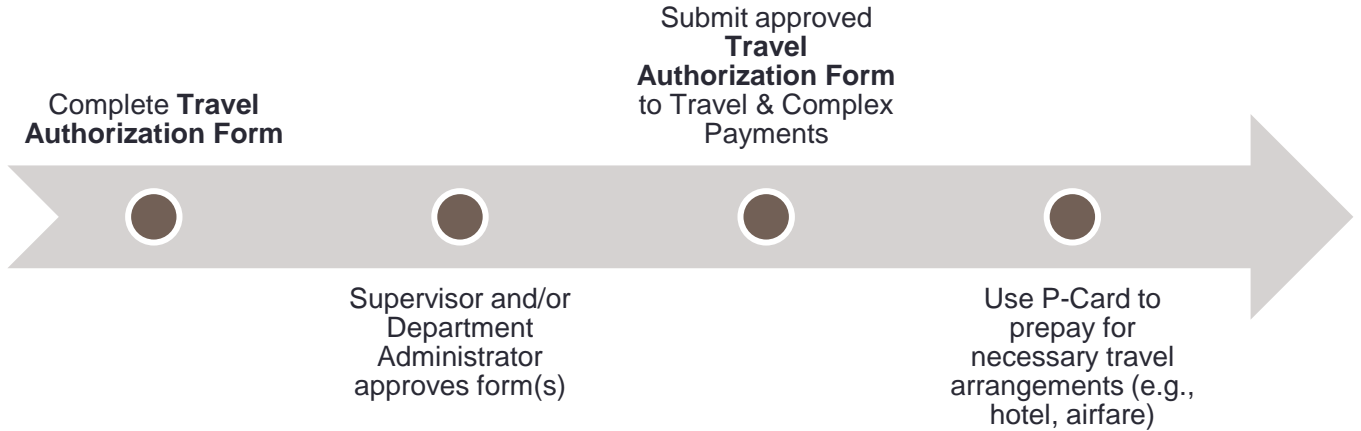 Complete Travel
Authorization Form
Supervisor and/or
Department
Administrator
approves form(s)
Submit approved
Travel
Authorization Form
to Travel & Complex
Payments
Use P-Card to
prepay for
necessary travel
arrangements (e.g.,
hotel, airfare)